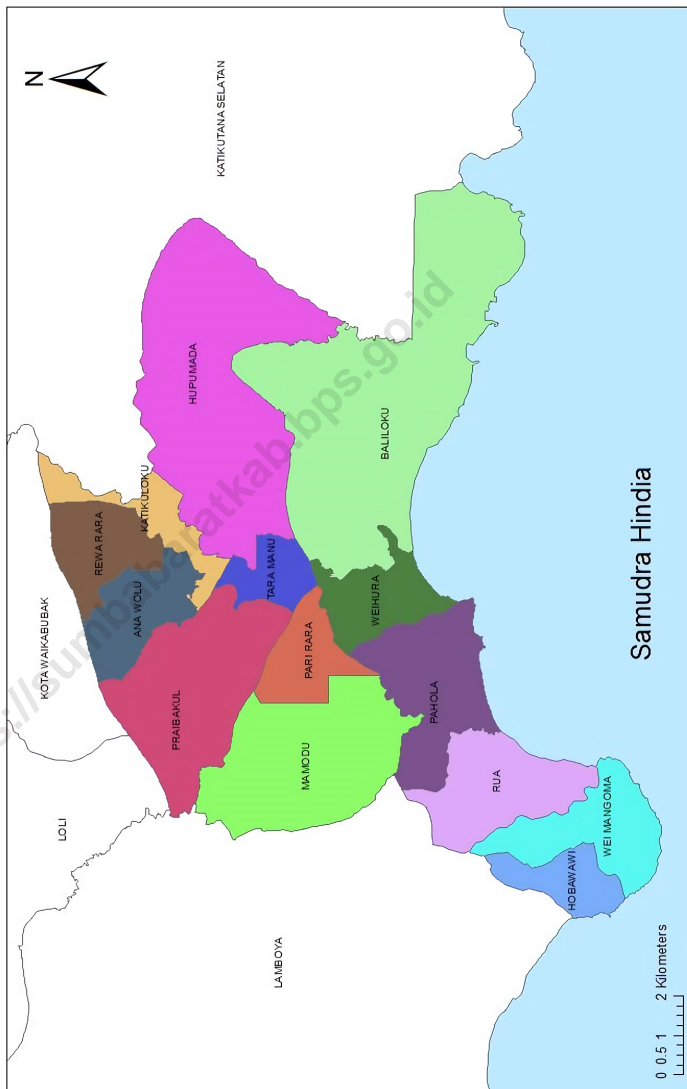 N
KATIKUTANA SELATAN
KOTA WAIKABUBAK
LOLI
LAMBOYA
HUPUMADA
KATIKULOKU
REWA RARA
ANA WOLU
PRAIBAKUL
TARA MANU
PARI RARA
MAMODU
BALILOKU
WEIHURA
PAHOLA
RUA
WEI MANGOMA
HOBAWAWI
Samudra Hindia
0 0.5 1 2 Kilometers
s://sumbabaratkab.bps.go.id